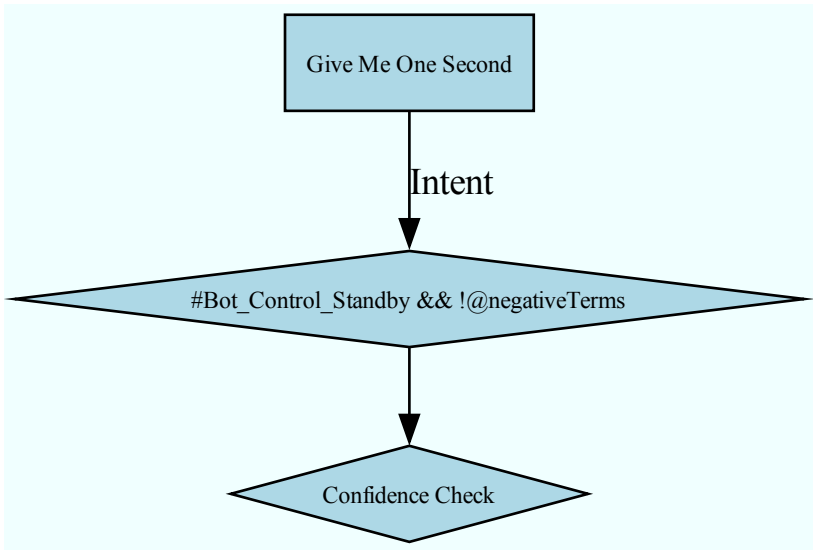 Give Me One Second
Intent
#Bot_Control_Standby && !@negativeTerms
Confidence Check